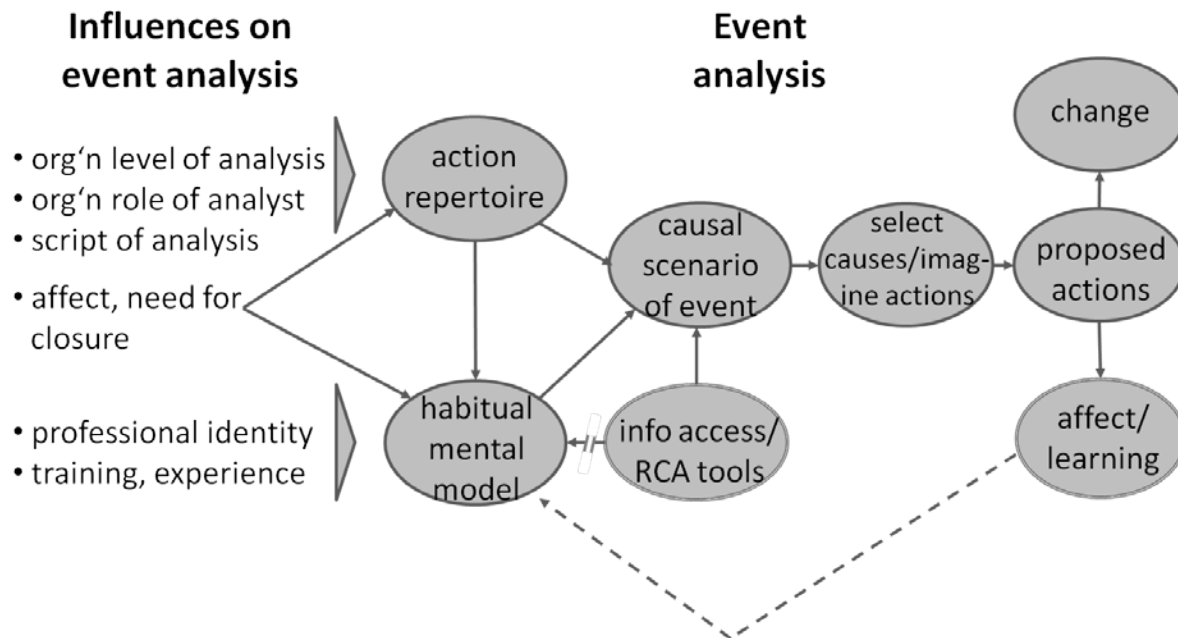 Influences on
event analysis
Event
analysis
• org‘n level of analysis
• org‘n role of analyst
• script of analysis
• affect, need for
closure
• professional identity
• training, experience
action
repertoire
habitual
mental
model
causal
scenario
of event
info access/
RCA tools
select
causes/imag-
ine actions
change
proposed
actions
affect/
learning